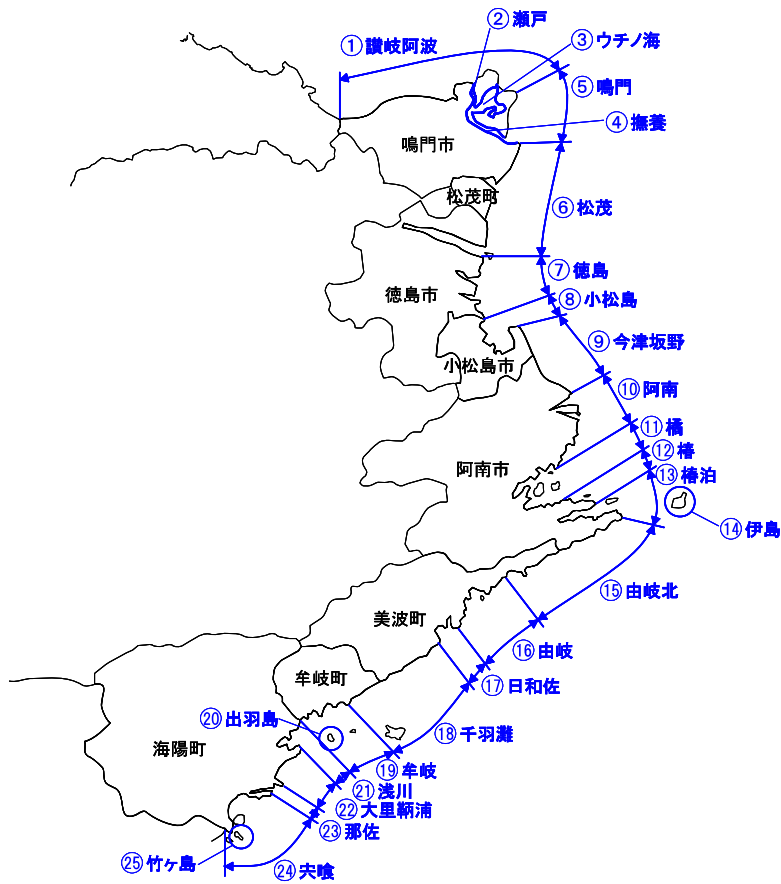 ②瀬戸
③ウチノ海
①讃岐阿波
⑤鳴門
④撫養
鳴門市
松茂町
⑥松茂
⑦徳島
徳島市
⑧小松島
⑨今津坂野
小松島市
⑩阿南
⑪橘
⑫椿
阿南市
⑬椿泊
⑭伊島
⑮由岐北
美波町
⑯由岐
牟岐町
⑰日和佐
⑳出羽島
⑱千羽灘
海陽町
⑲牟岐
㉑浅川
㉒大里鞆浦
㉓那佐
㉕竹ヶ島
㉔宍喰